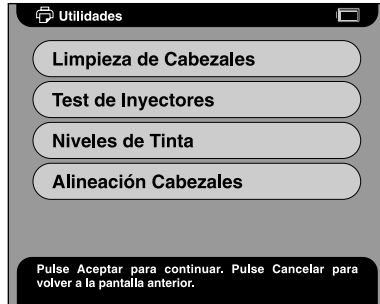 Utilidades
Limpieza de Cabezales
Test de Inyectores
Niveles de Tinta
Alineación Cabezales
Pulse Aceptar para continuar. Pulse Cancelar para
volver a la pantalla anterior.